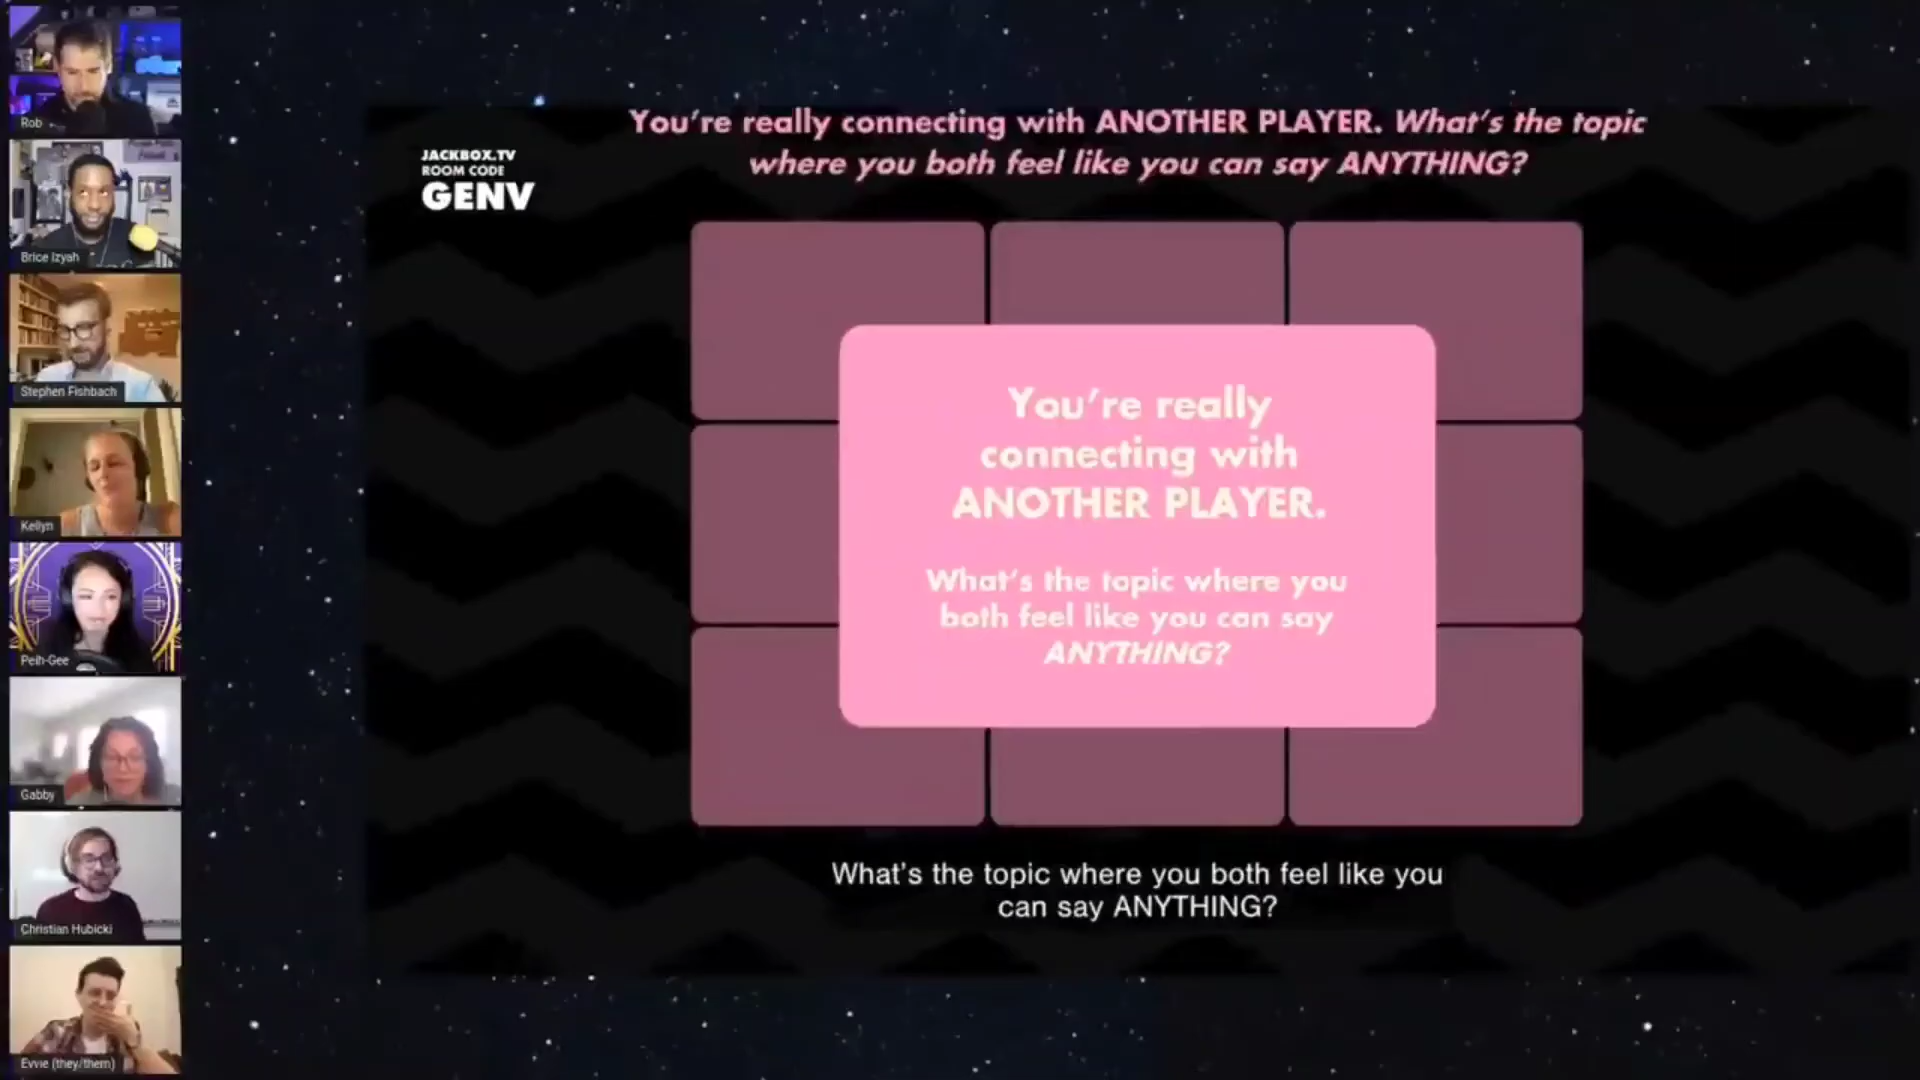 Rob
Brice Izyah
Stephen Fishbach
Kellyn
Peih-Gee
Gabby
Christian Hubicki
Evvie (they/them)
JACKBOX.TV
ROOM CODE
GENV
You're really connecting with ANOTHER PLAYER. What's the topic
where you both feel like you can say ANYTHING?
You're really
connecting with
ANOTHER PLAYER.
What's the topic where you
both feel like you can say
ANYTHING?
What's the topic where you both feel like you
can say ANYTHING?